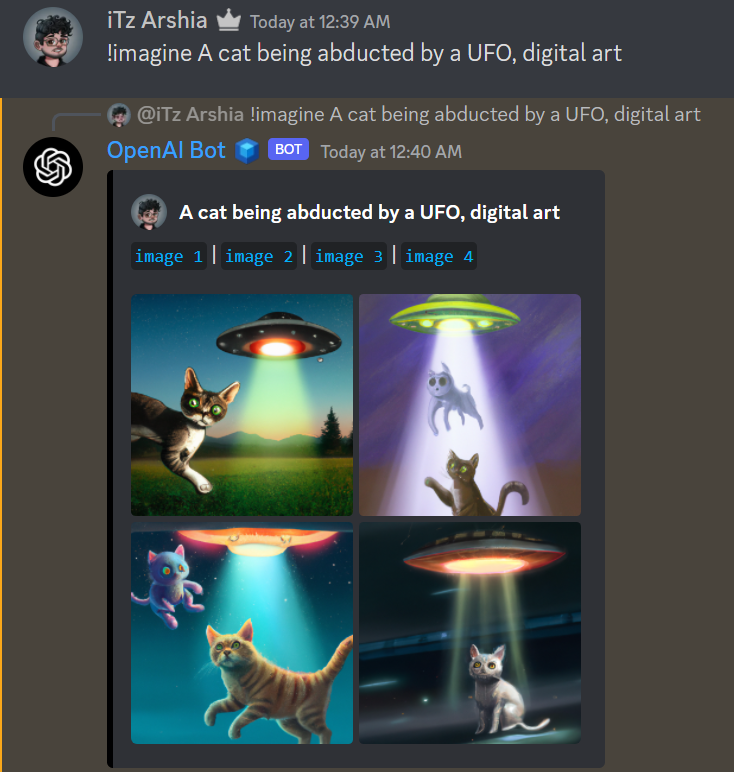 iTz Arshia Today at 12:39 AM
!imagine A cat being abducted by a UFO, digital art
@iTz Arshia !imagine A cat being abducted by a UFO, digital art
OpenAI Bot BOT Today at 12:40 AM
A cat being abducted by a UFO, digital art
image 1 | image 2 | image 3 | image 4